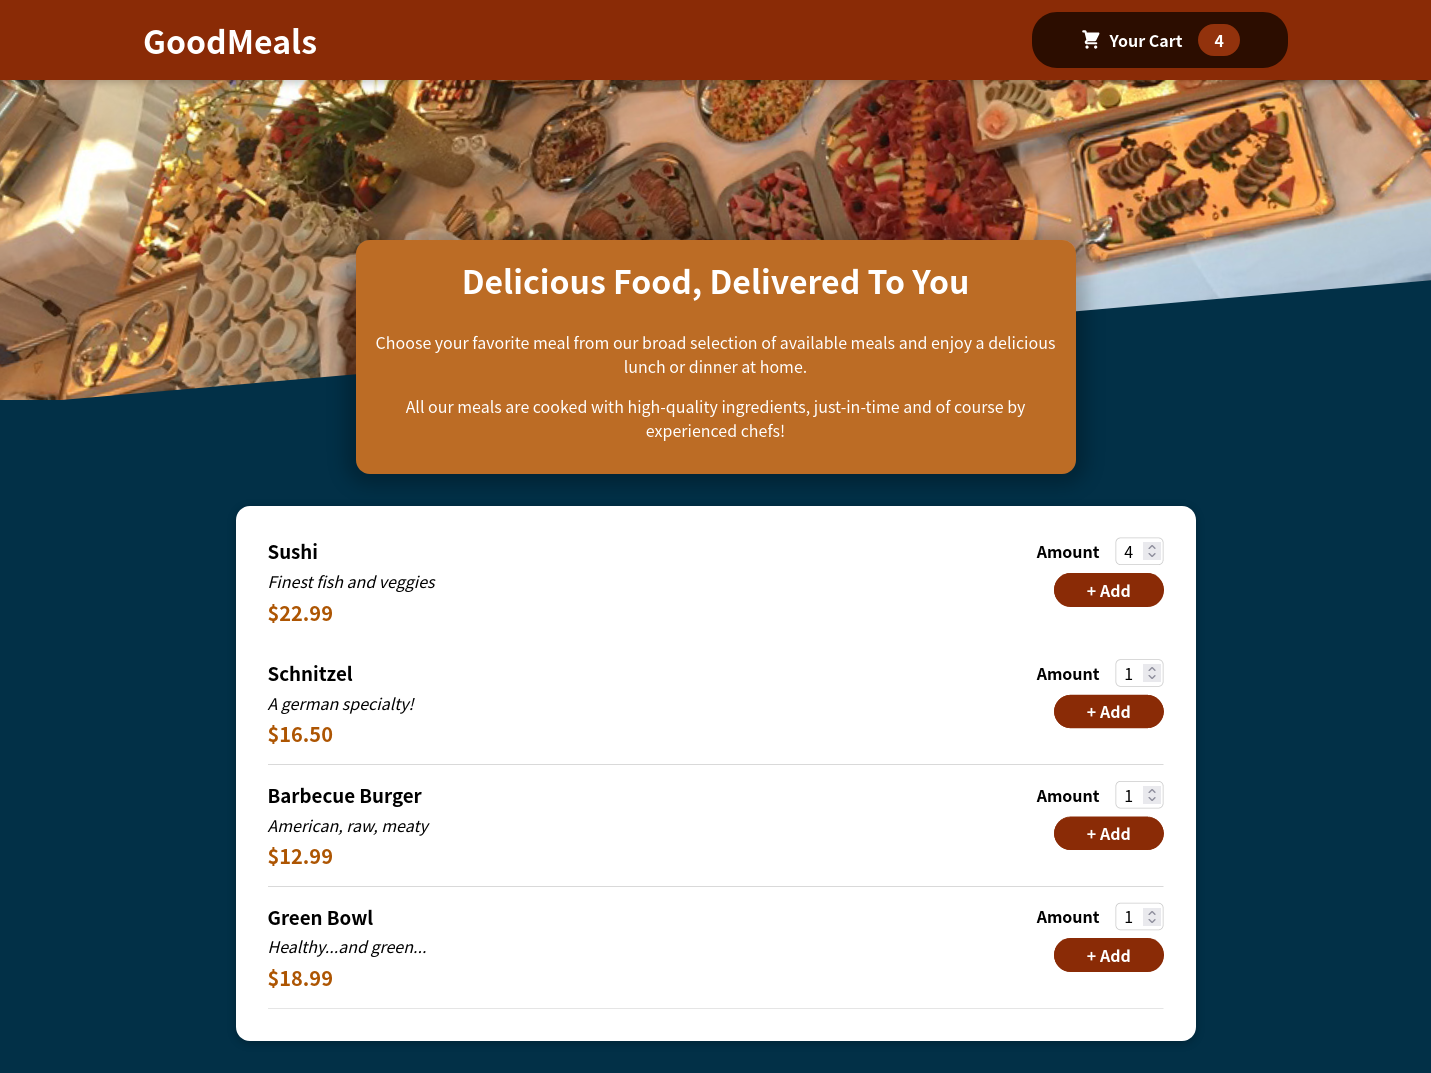 GoodMeals
Your Cart 4
Delicious Food, Delivered To You
Choose your favorite meal from our broad selection of available meals and enjoy a delicious
lunch or dinner at home.
All our meals are cooked with high-quality ingredients, just-in-time and of course by
experienced chefs!
Sushi
Finest fish and veggies
$22.99
Amount 4
+ Add
Schnitzel
A german specialty!
$16.50
Amount 1
+ Add
Barbecue Burger
American, raw, meaty
$12.99
Amount 1
+ Add
Green Bowl
Healthy...and green...
$18.99
Amount 1
+ Add